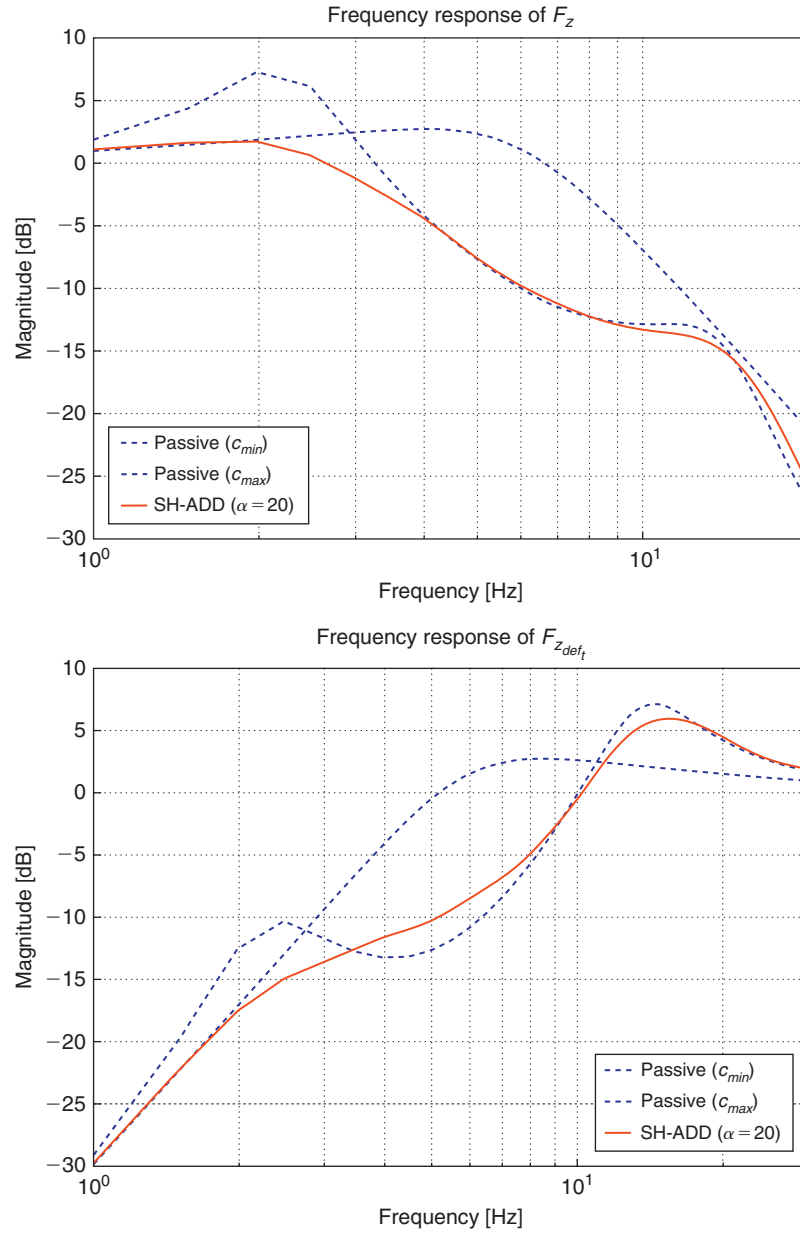 Frequency response of F_z
10
5
0
−5
−10
−15
−20
−25
−30
Magnitude [dB]
Passive (c_min)
Passive (c_max)
SH-ADD (α = 20)
10^0
10^1
Frequency [Hz]
Frequency response of F_z_def_t
10
5
0
−5
−10
−15
−20
−25
−30
Magnitude [dB]
Passive (c_min)
Passive (c_max)
SH-ADD (α = 20)
10^0
10^1
Frequency [Hz]